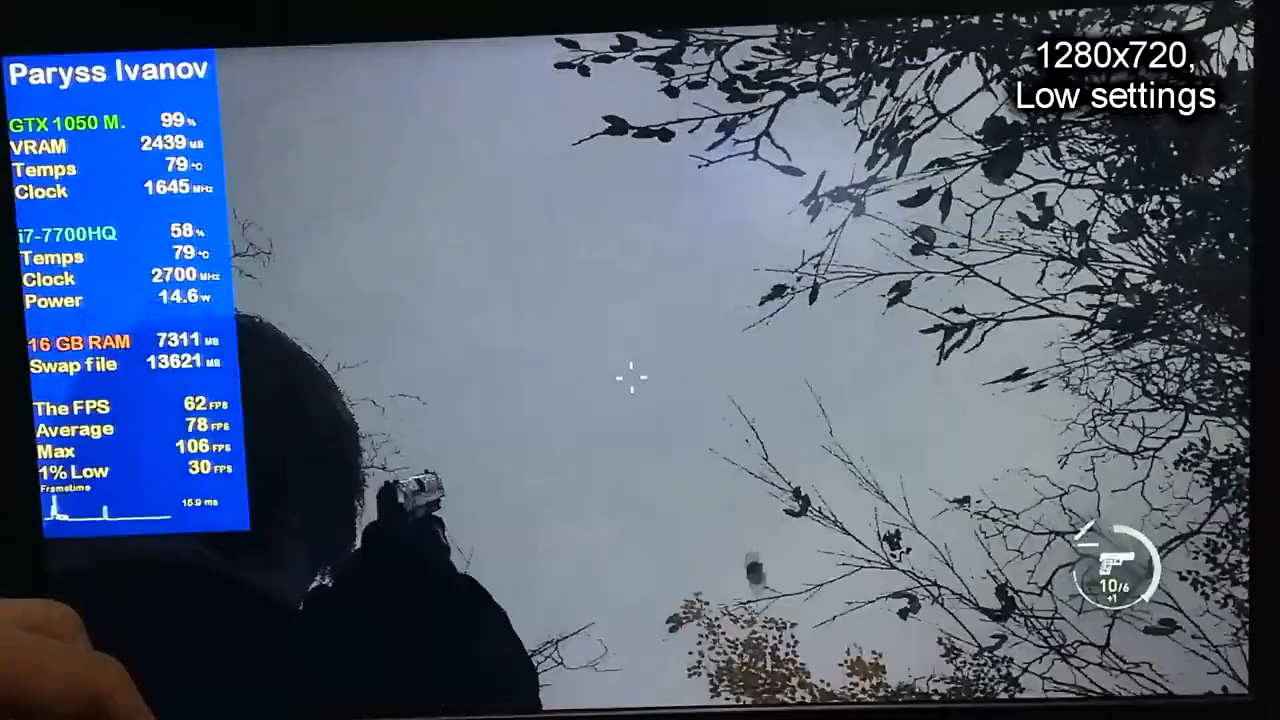 Paryss Ivanov
1280x720,
Low settings
GTX 1050 M. 99 %
VRAM 2439 MB
Temps 79 °C
Clock 1645 MHz
i7-7700HQ 58 %
Temps 79 °C
Clock 2700 MHz
Power 14.6 W
16 GB RAM 7311 MB
Swap file 13621 MB
The FPS 62 FPS
Average 78 FPS
Max 106 FPS
1% Low 30 FPS
Frametime
15.9 ms
10/6
+1